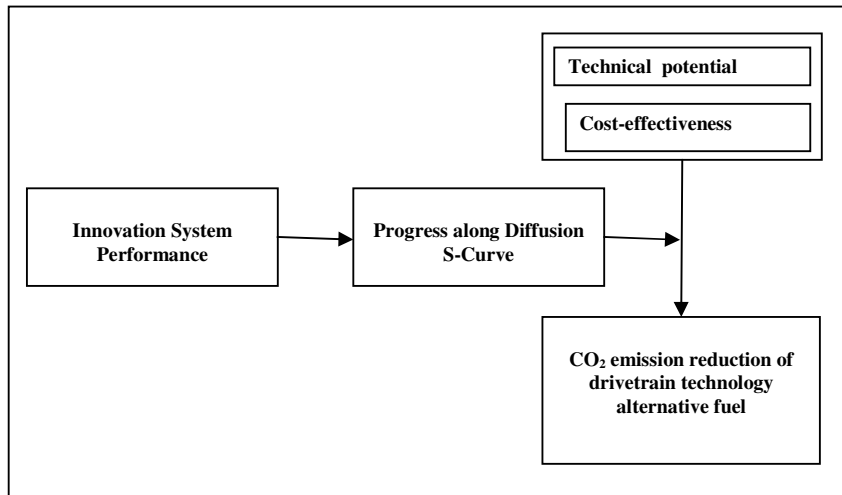 Technical potential
Cost-effectiveness
Innovation System
Performance
Progress along Diffusion
S-Curve
CO₂ emission reduction of
drivetrain technology
alternative fuel